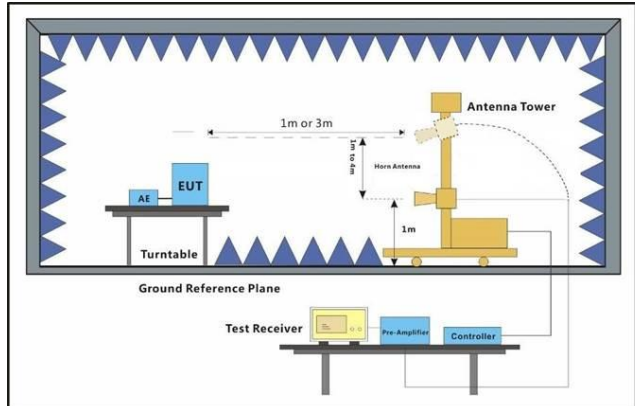 1m or 3m
Antenna Tower
1m to 4m
Horn Antenna
EUT
AE
1m
Turntable
Ground Reference Plane
Test Receiver
Pre-Amplifier
Controller